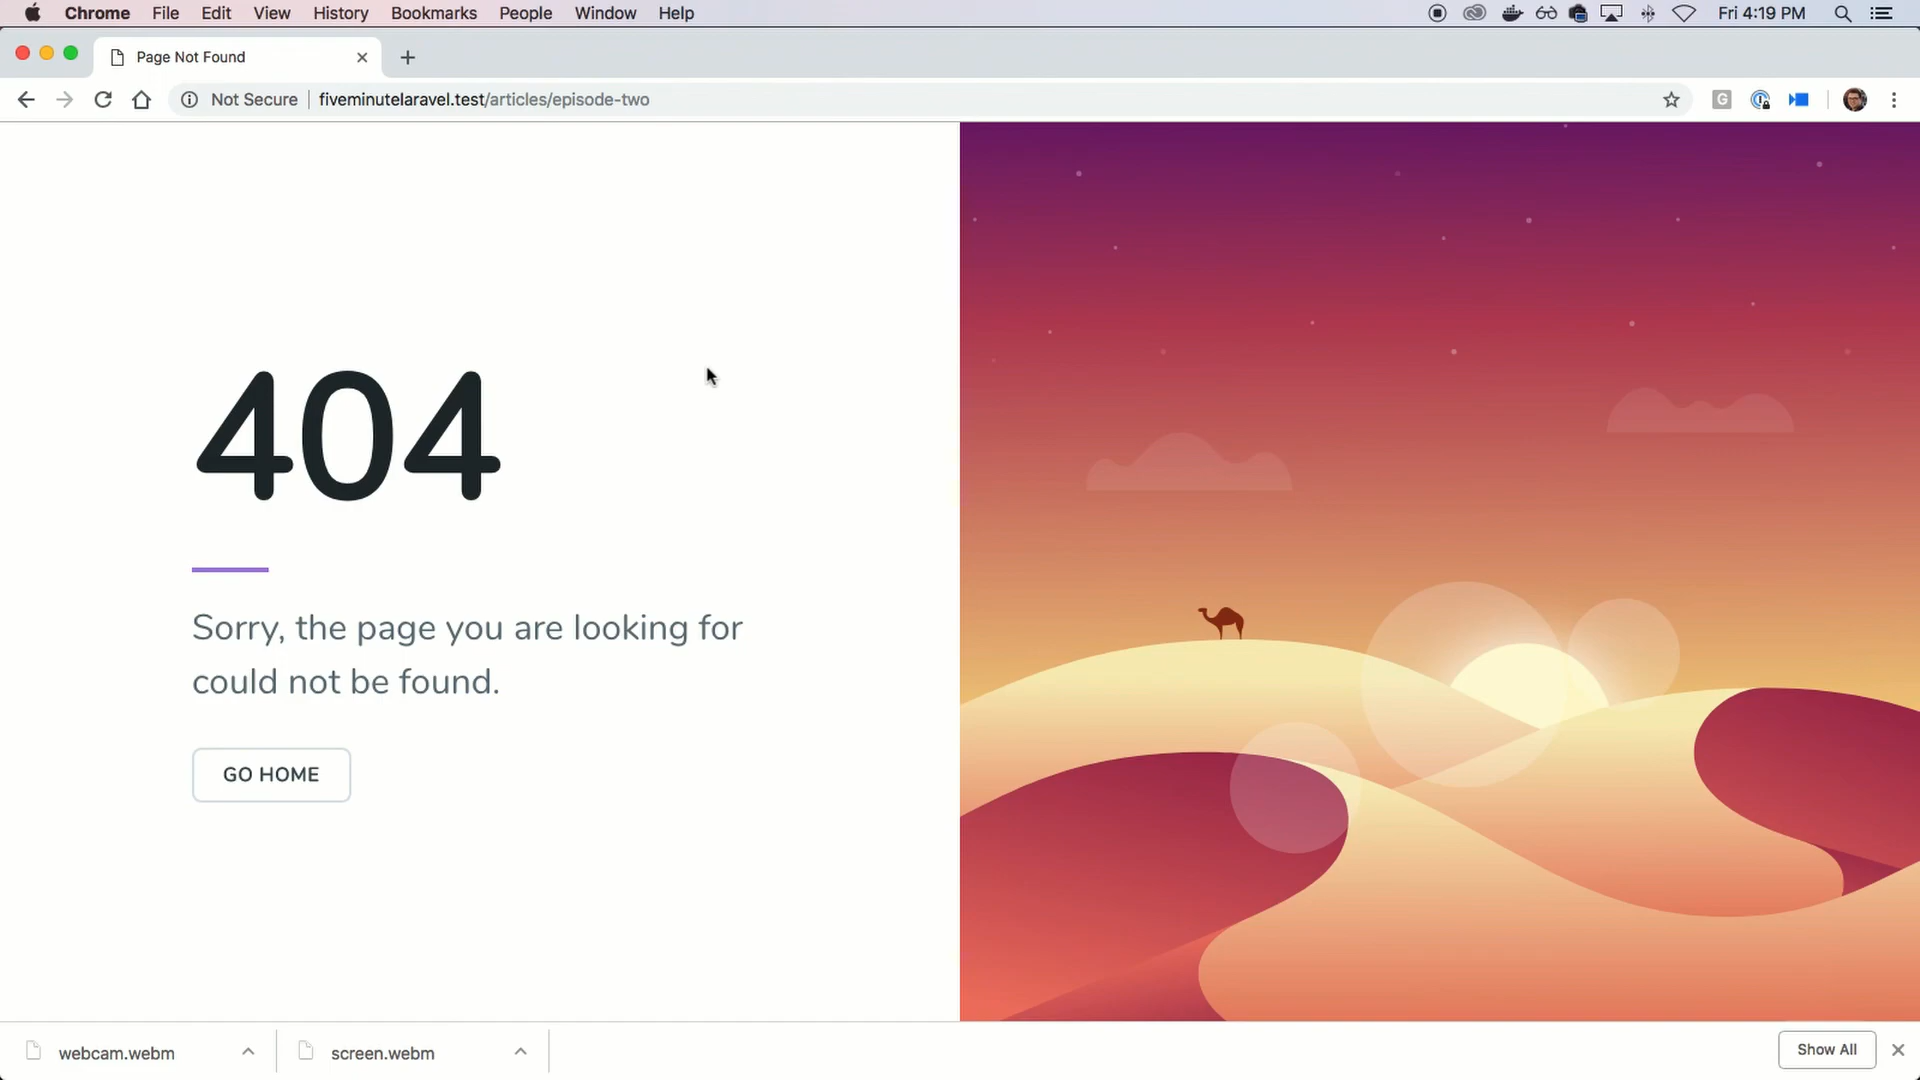 Chrome File Edit View History Bookmarks People Window Help Fri 4:19 PM
Page Not Found
Not Secure fiveminutelaravel.test/articles/episode-two
G
404
Sorry, the page you are looking for
could not be found.
GO HOME
webcam.webm screen.webm Show All